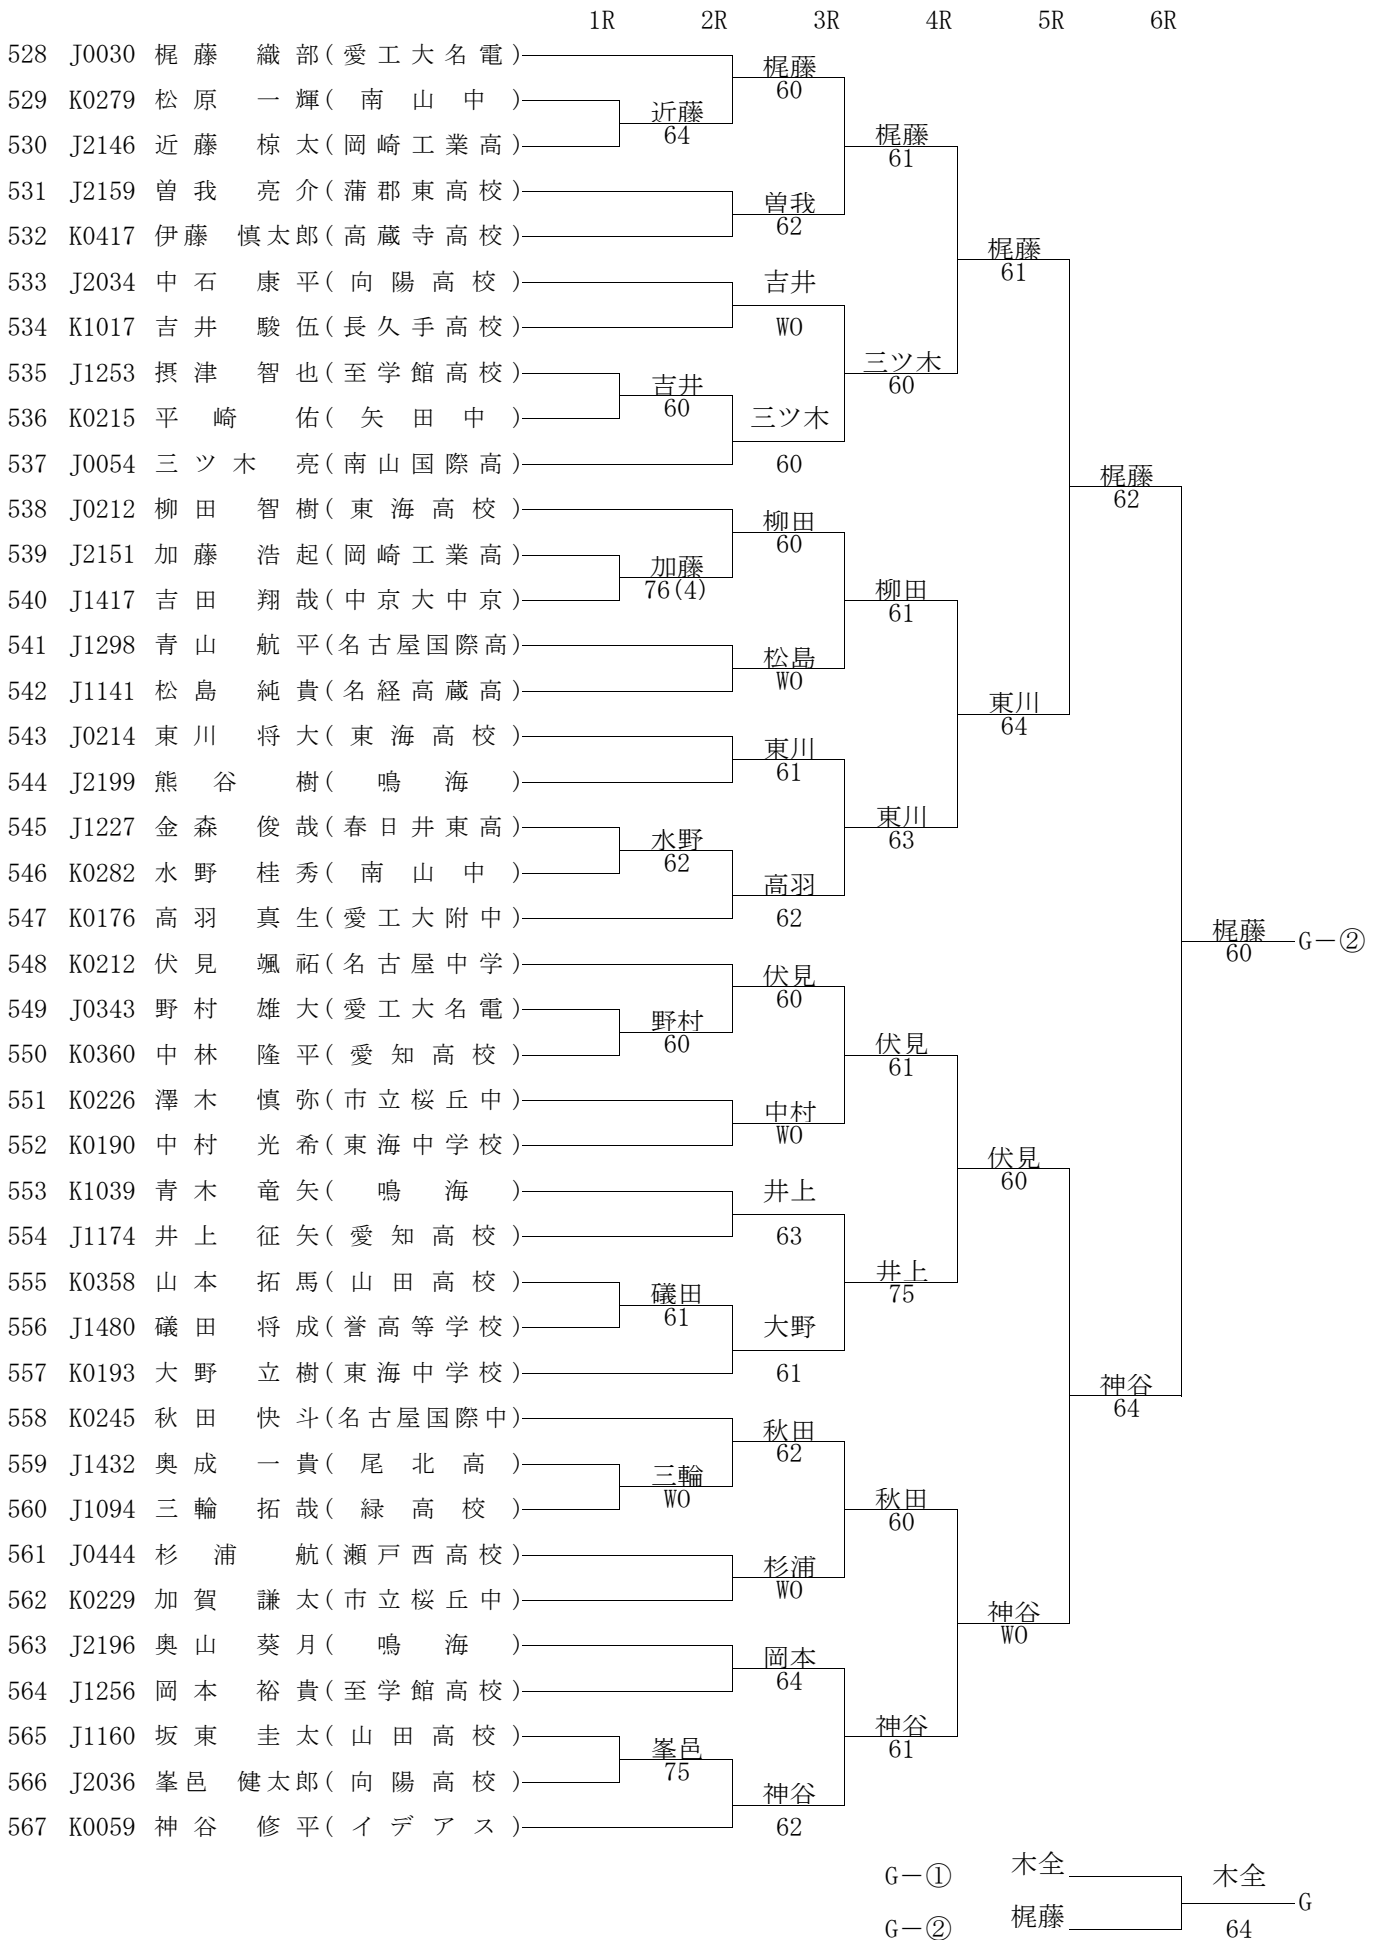 1R 2R 3R 4R 5R 6R
528 J0030 梶藤 織部(愛工大名電)
梶藤
60
529 K0279 松原 一輝(南山中)
近藤
64
530 J2146 近藤 椋太(岡崎工業高)
梶藤
61
531 J2159 曽我 亮介(蒲郡東高校)
曽我
62
532 K0417 伊藤 慎太郎(高蔵寺高校)
梶藤
61
533 J2034 中石 康平(向陽高校)
吉井
WO
534 K1017 吉井 駿伍(長久手高校)
三ツ木
60
535 J1253 摂津 智也(至学館高校)
吉井
60
536 K0215 平崎 佑(矢田中)
三ツ木
60
537 J0054 三ツ木 亮(南山国際高)
梶藤
62
538 J0212 柳田 智樹(東海高校)
柳田
60
539 J2151 加藤 浩起(岡崎工業高)
加藤
76(4)
540 J1417 吉田 翔哉(中京大中京)
柳田
61
541 J1298 青山 航平(名古屋国際高)
松島
WO
542 J1141 松島 純貴(名経高蔵高)
東川
64
543 J0214 東川 将大(東海高校)
東川
61
544 J2199 熊谷 樹(鳴海)
東川
63
545 J1227 金森 俊哉(春日井東高)
水野
62
546 K0282 水野 桂秀(南山中)
高羽
62
547 K0176 高羽 真生(愛工大附中)
梶藤
60
G－②
548 K0212 伏見 颯祏(名古屋中学)
伏見
60
549 J0343 野村 雄大(愛工大名電)
野村
60
550 K0360 中林 隆平(愛知高校)
伏見
61
551 K0226 澤木 慎弥(市立桜丘中)
中村
WO
552 K0190 中村 光希(東海中学校)
伏見
60
553 K1039 青木 竜矢(鳴海)
井上
63
554 J1174 井上 征矢(愛知高校)
井上
75
555 K0358 山本 拓馬(山田高校)
礒田
61
556 J1480 礒田 将成(誉高等学校)
大野
61
557 K0193 大野 立樹(東海中学校)
神谷
64
558 K0245 秋田 快斗(名古屋国際中)
秋田
62
559 J1432 奥成 一貴(尾北高)
三輪
WO
560 J1094 三輪 拓哉(緑高校)
秋田
60
561 J0444 杉浦 航(瀬戸西高校)
杉浦
WO
562 K0229 加賀 謙太(市立桜丘中)
神谷
WO
563 J2196 奥山 葵月(鳴海)
岡本
64
564 J1256 岡本 裕貴(至学館高校)
神谷
61
565 J1160 坂東 圭太(山田高校)
峯邑
75
566 J2036 峯邑 健太郎(向陽高校)
神谷
62
567 K0059 神谷 修平(イデアス)
G－① 木全
木全
64
G
G－② 梶藤